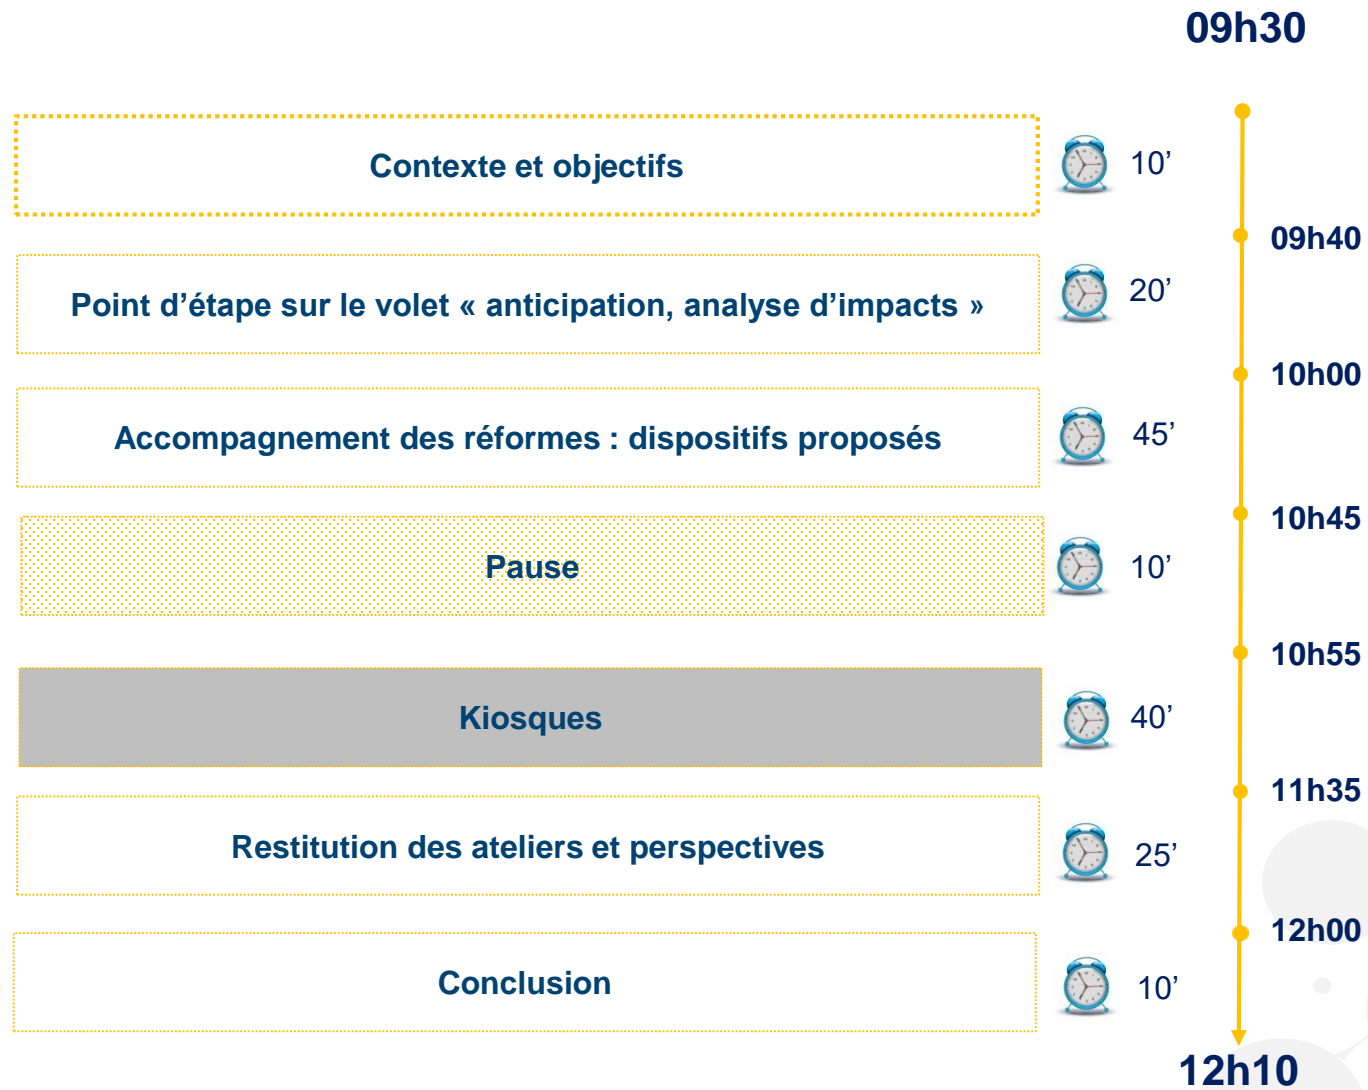 09h30
Contexte et objectifs
10’
09h40
Point d’étape sur le volet « anticipation, analyse d’impacts »
20’
10h00
Accompagnement des réformes : dispositifs proposés
45’
10h45
Pause
10’
10h55
Kiosques
40’
11h35
Restitution des ateliers et perspectives
25’
12h00
Conclusion
10’
12h10